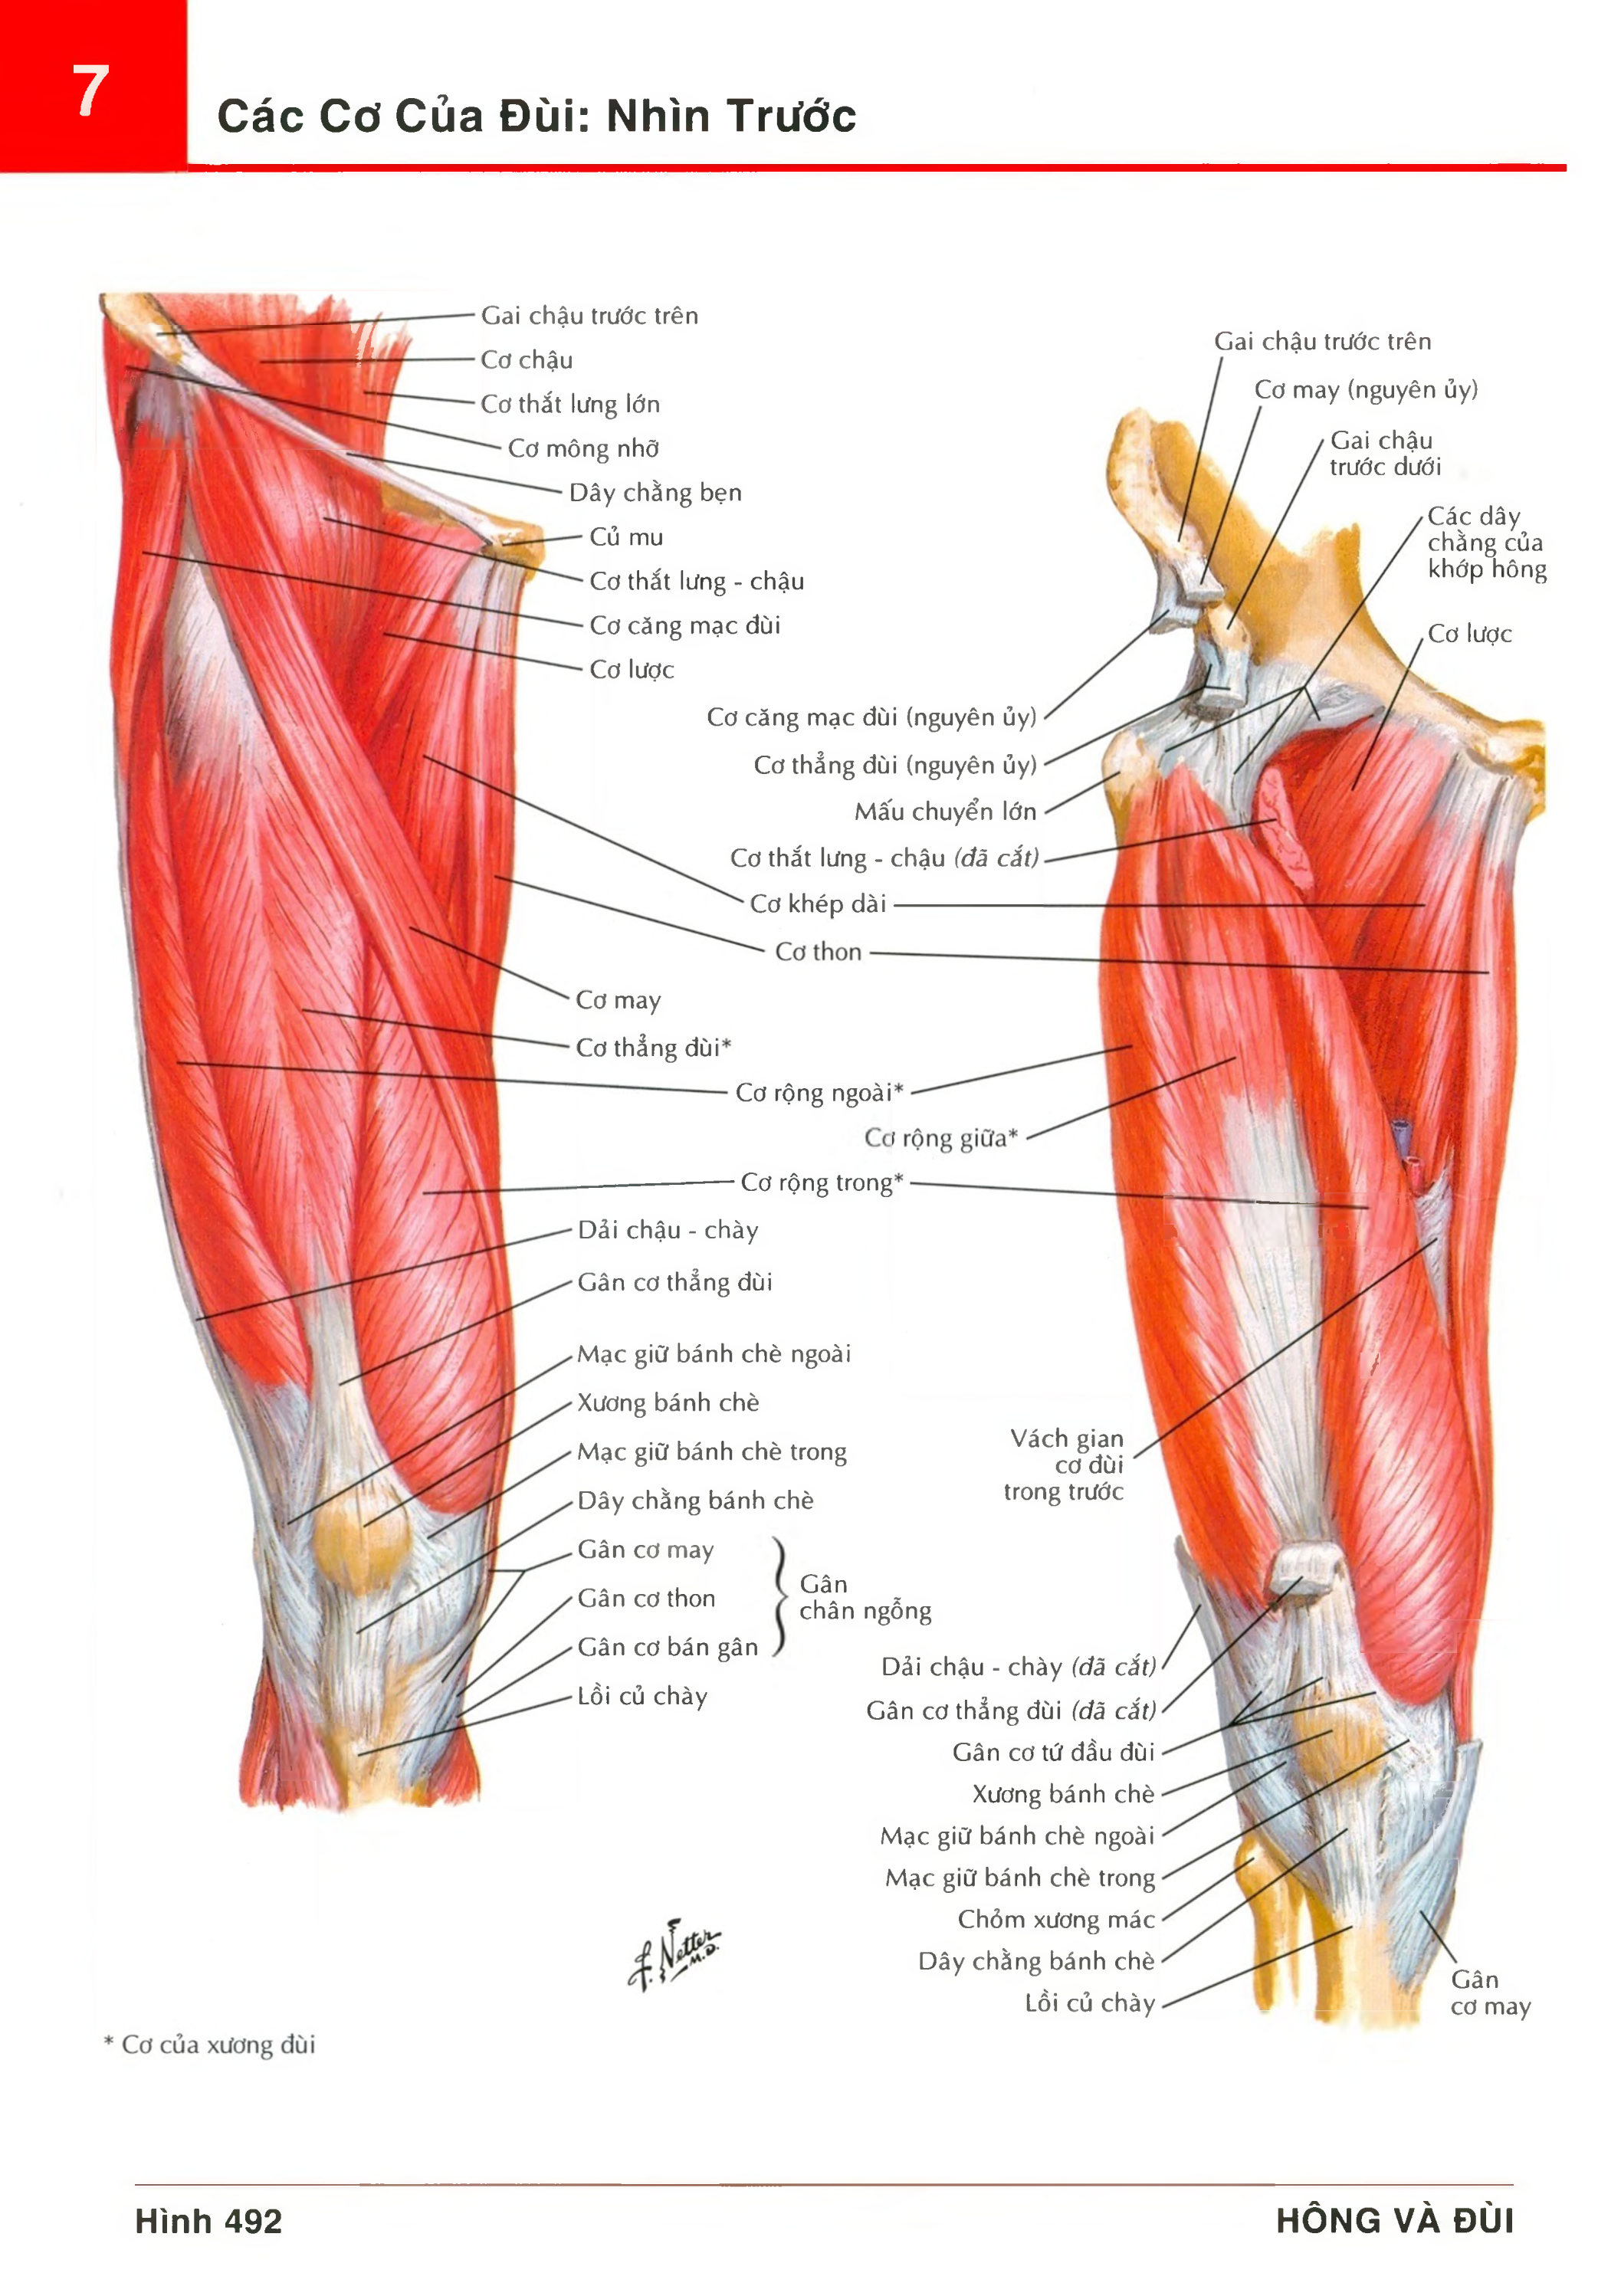 7
Các Cơ Của Đùi: Nhìn Trước
Gai chậu trước trên
Cơ chậu
Cơ thắt lưng lớn
Cơ mông nhỡ
Dây chằng bẹn
Củ mu
Cơ thắt lưng - chậu
Cơ căng mạc đùi
Cơ lược
Gai chậu trước trên
Cơ may (nguyên ủy)
Gai chậu
trước dưới
Các dây
chằng của
khớp hông
Cơ lược
Cơ căng mạc đùi (nguyên ủy)
Cơ thẳng đùi (nguyên ủy)
Mấu chuyển lớn
Cơ thắt lưng - chậu (đã cắt)
Cơ khép dài
Cơ thon
Cơ may
Cơ thẳng đùi*
Cơ rộng ngoài*
Cơ rộng giữa*
Cơ rộng trong*
Dải chậu - chày
Gân cơ thẳng đùi
Mạc giữ bánh chè ngoài
Xương bánh chè
Mạc giữ bánh chè trong
Dây chằng bánh chè
Gân cơ may
Gân cơ thon
Gân cơ bán gân
Gân
chân ngỗng
Lồi củ chày
Vách gian
cơ đùi
trong trước
Dải chậu - chày (đã cắt)
Gân cơ thẳng đùi (đã cắt)
Gân cơ tứ đầu đùi
Xương bánh chè
Mạc giữ bánh chè ngoài
Mạc giữ bánh chè trong
Chỏm xương mác
Dây chằng bánh chè
Lồi củ chày
Gân
cơ may
F. Netter
M.D.
* Cơ của xương đùi
Hình 492
HÔNG VÀ ĐÙI